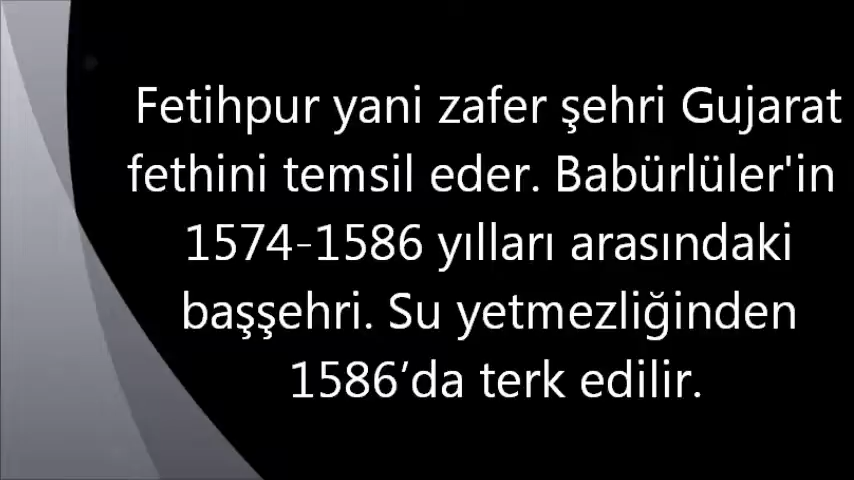 Fetihpur yani zafer şehri Gujarat
fethini temsil eder. Babürlüler'in
1574-1586 yılları arasındaki
başşehri. Su yetmezliğinden
1586’da terk edilir.